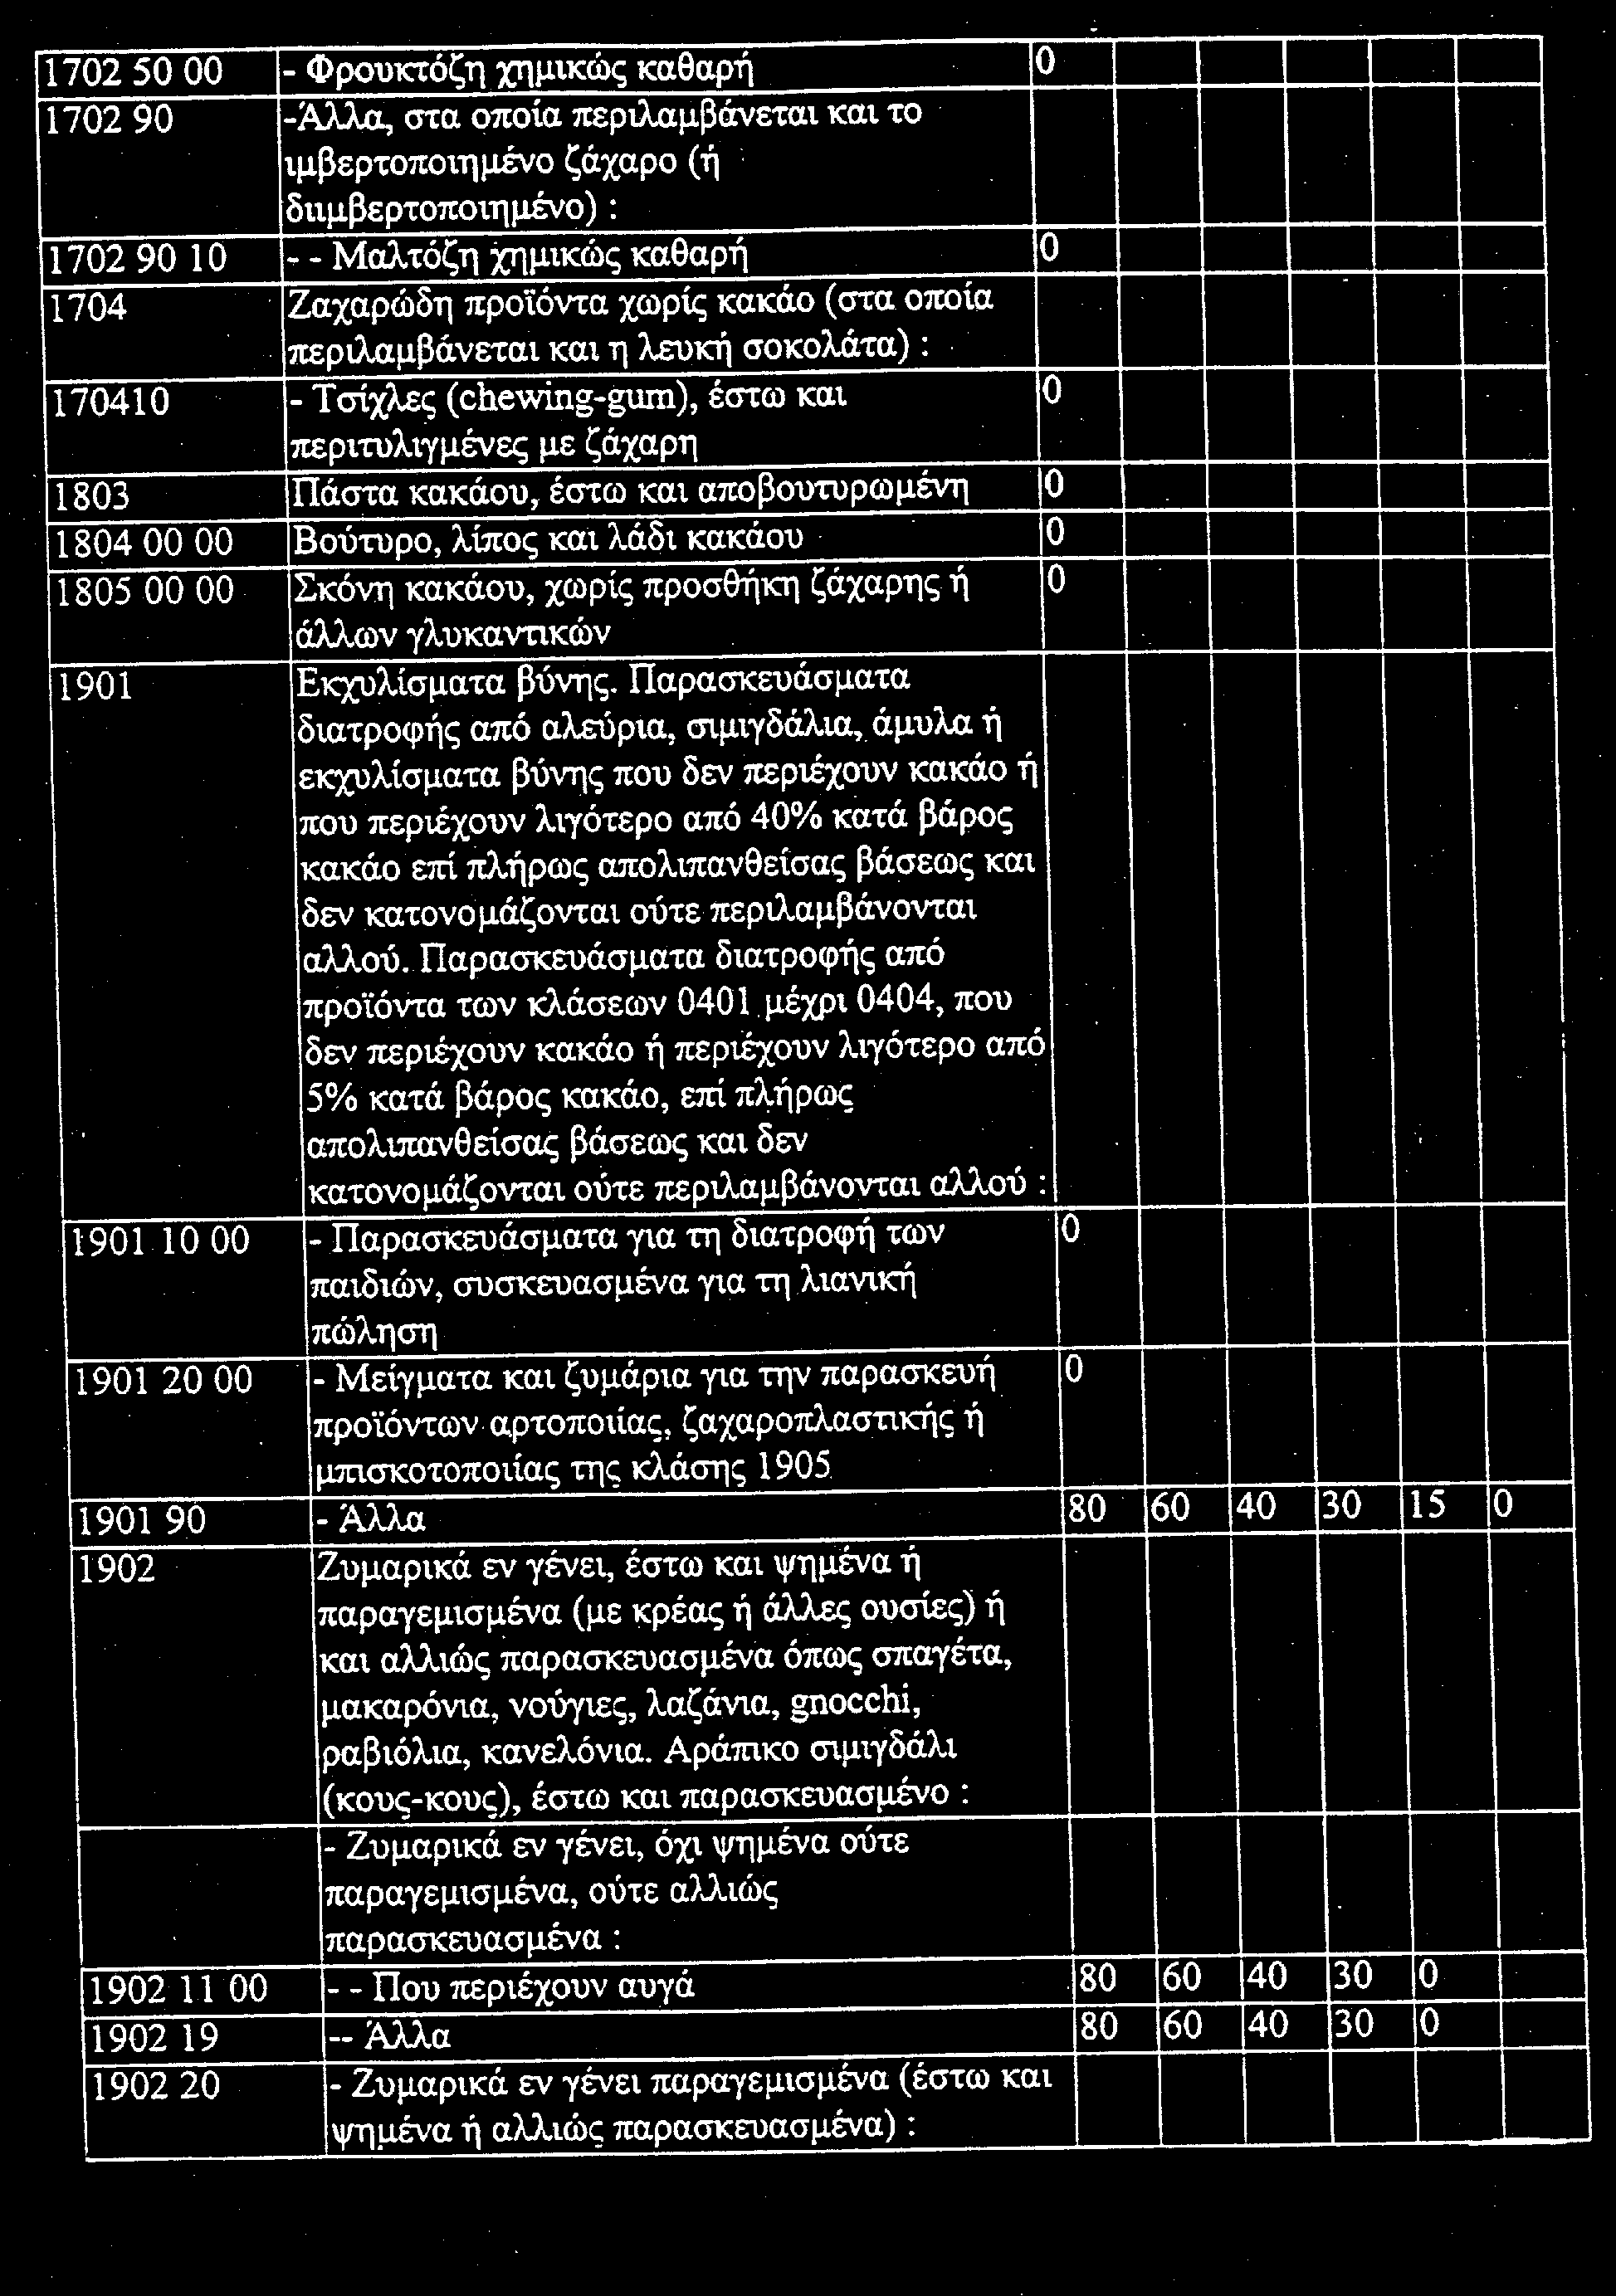 1702 50 00 - Φρουκτόζη χημικώς καθαρή 0
1702 90 -Άλλα, στα οποία περιλαμβάνεται και το
ιμβερτοποιημένο ζάχαρο (ή
διιμβερτοποιημένο) :
1702 90 10 - - Μαλτόζη χημικώς καθαρή 0
1704 Ζαχαρώδη προϊόντα χωρίς κακάο (στα οποία
περιλαμβάνεται και η λευκή σοκολάτα) :
170410 - Τσίχλες (chewing-gum), έστω και 0
περιτυλιγμένες με ζάχαρη
1803 Πάστα κακάου, έστω και αποβουτυρωμένη 0
1804 00 00 Βούτυρο, λίπος και λάδι κακάου 0
1805 00 00 Σκόνη κακάου, χωρίς προσθήκη ζάχαρης ή 0
άλλων γλυκαντικών
1901 Εκχυλίσματα βύνης. Παρασκευάσματα
διατροφής από αλεύρια, σιμιγδάλια, άμυλα ή
εκχυλίσματα βύνης που δεν περιέχουν κακάο ή
που περιέχουν λιγότερο από 40% κατά βάρος
κακάο επί πλήρως απολιπανθείσας βάσεως και
δεν κατονομάζονται ούτε περιλαμβάνονται
αλλού. Παρασκευάσματα διατροφής από
προϊόντα των κλάσεων 0401 μέχρι 0404, που
δεν περιέχουν κακάο ή περιέχουν λιγότερο από
5% κατά βάρος κακάο, επί πλήρως
απολιπανθείσας βάσεως και δεν
κατονομάζονται ούτε περιλαμβάνονται αλλού :
1901 10 00 - Παρασκευάσματα για τη διατροφή των 0
παιδιών, συσκευασμένα για τη λιανική
πώληση
1901 20 00 - Μείγματα και ζυμάρια για την παρασκευή 0
προϊόντων αρτοποιίας, ζαχαροπλαστικής ή
μπισκοτοποιίας της κλάσης 1905
1901 90 - Άλλα 80 60 40 30 15 0
1902 Ζυμαρικά εν γένει, έστω και ψημένα ή
παραγεμισμένα (με κρέας ή άλλες ουσίες) ή
και αλλιώς παρασκευασμένα όπως σπαγέτα,
μακαρόνια, νούγιες, λαζάνια, gnocchi,
ραβιόλια, κανελόνια. Αράπικο σιμιγδάλι
(κους-κους), έστω και παρασκευασμένο :
- Ζυμαρικά εν γένει, όχι ψημένα ούτε
παραγεμισμένα, ούτε αλλιώς
παρασκευασμένα :
1902 11 00 - - Που περιέχουν αυγά 80 60 40 30 0
1902 19 -- Άλλα 80 60 40 30 0
1902 20 - Ζυμαρικά εν γένει παραγεμισμένα (έστω και
ψημένα ή αλλιώς παρασκευασμένα) :